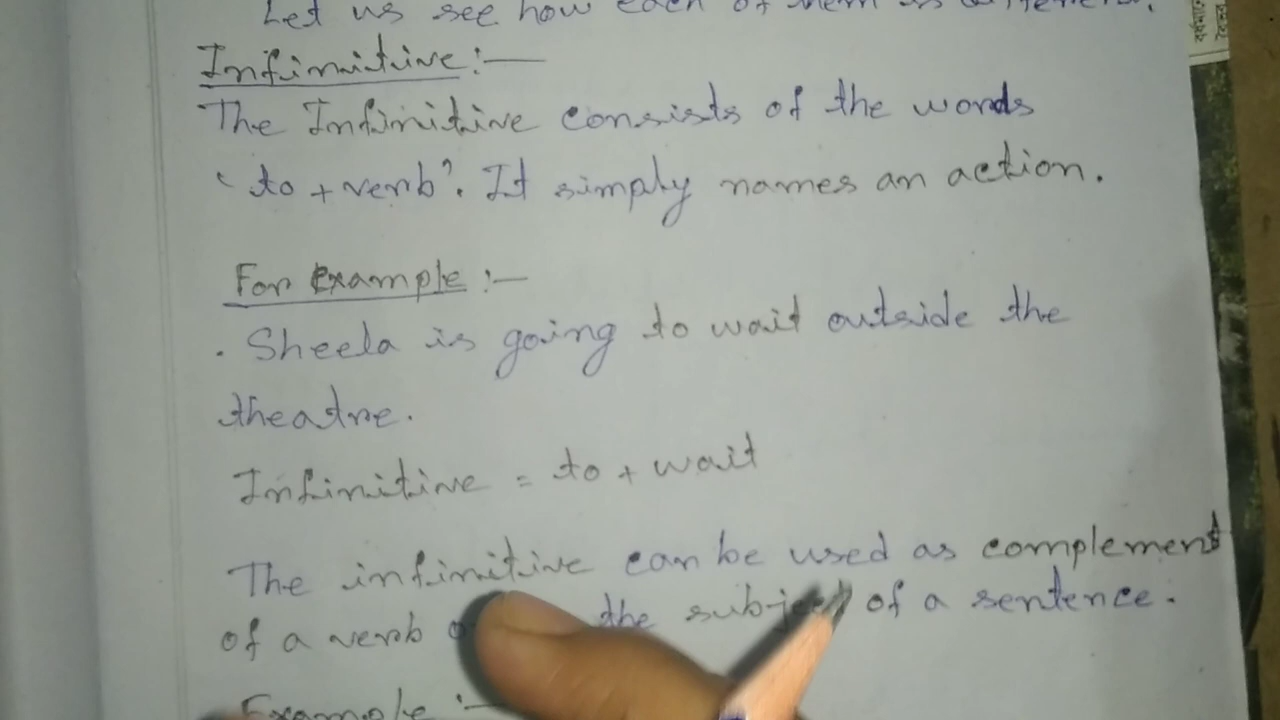 Let us see how each of them is different.
Infinitive :—
The Infinitive consists of the words
'to + verb'. It simply names an action.
For Example :—
. Sheela is going to wait outside the
theatre.
Infinitive = to + wait
The infinitive can be used as complement
of a verb the subject of a sentence.
Example :—